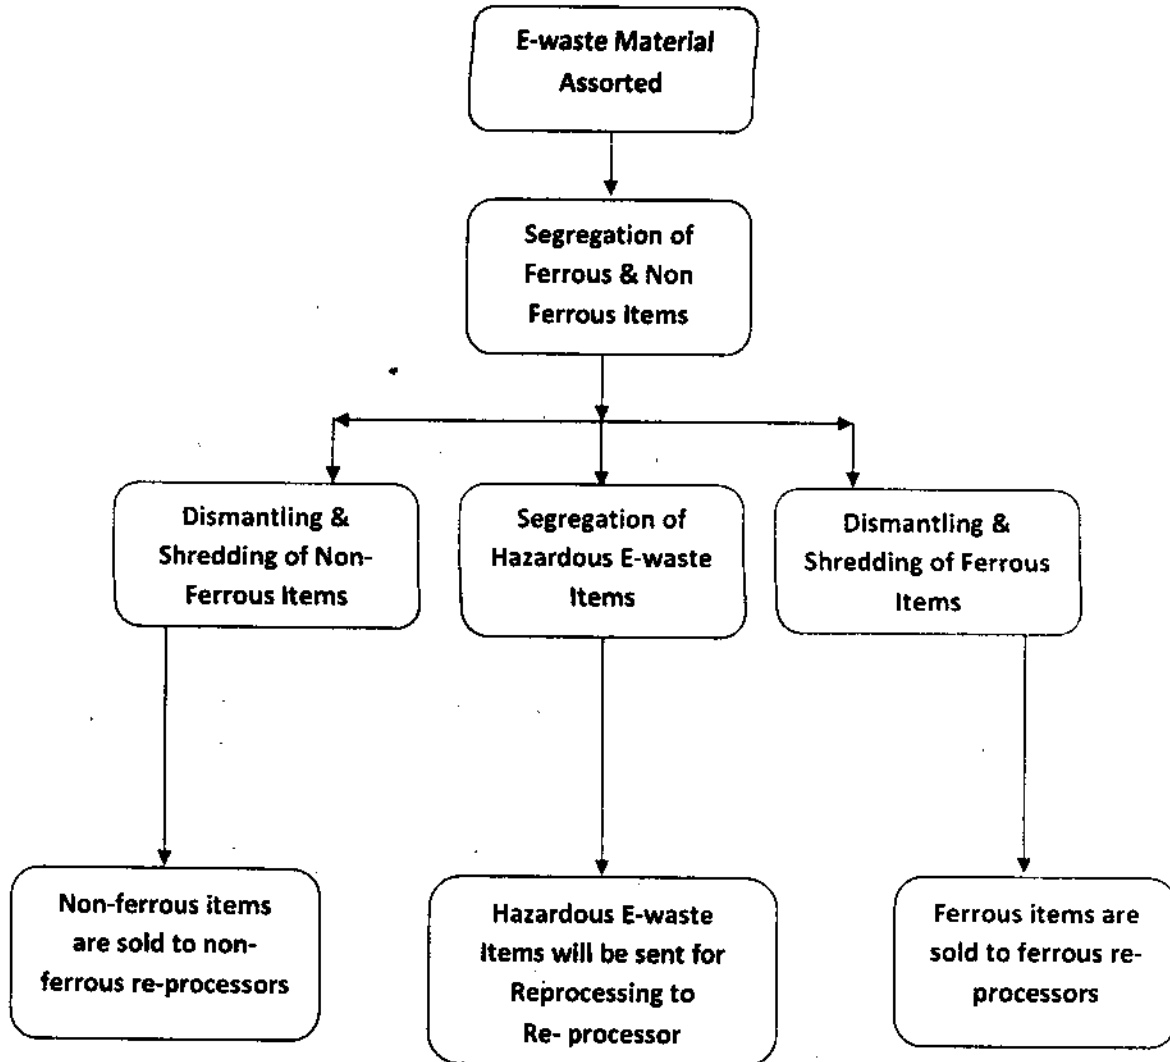 E-waste Material
Assorted
Segregation of
Ferrous & Non
Ferrous Items
Dismantling &
Shredding of Non-
Ferrous Items
Segregation of
Hazardous E-waste
Items
Dismantling &
Shredding of Ferrous
Items
Non-ferrous items
are sold to non-
ferrous re-processors
Hazardous E-waste
Items will be sent for
Reprocessing to
Re- processor
Ferrous items are
sold to ferrous re-
processors